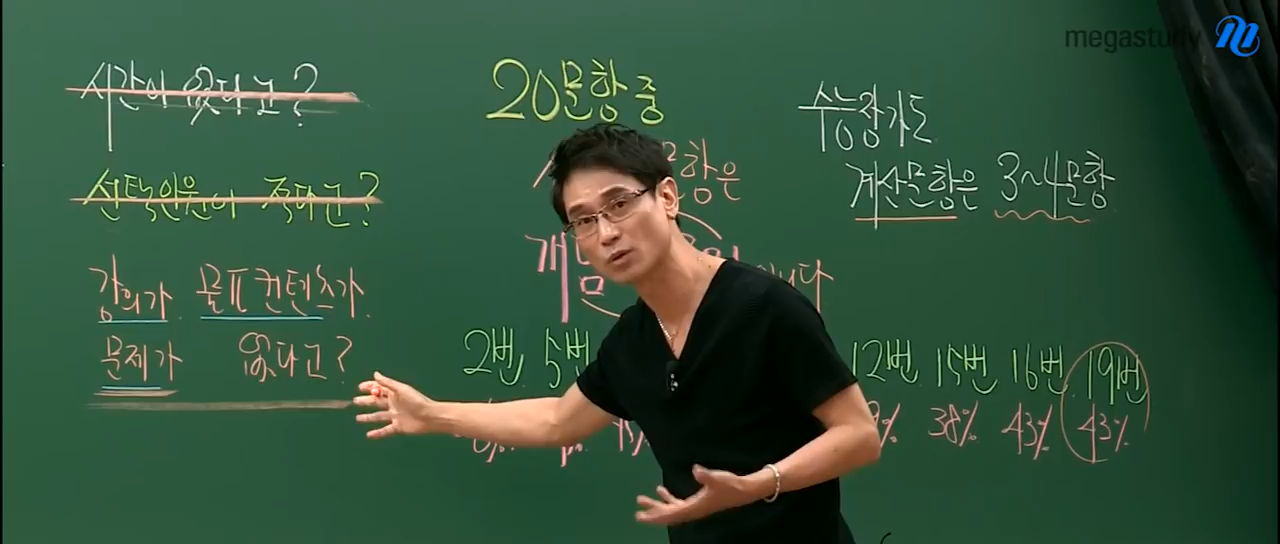 megastudy
시간이 없다고?
선택인원이 적다고?
강의가 물Ⅱ컨텐츠가
문제가 없다고?
20문항 중
항은
개
니다
2번 5번
수능장가도
계산문항은 3~4문항
12번 15번 16번 19번
% 38% 43% 43%